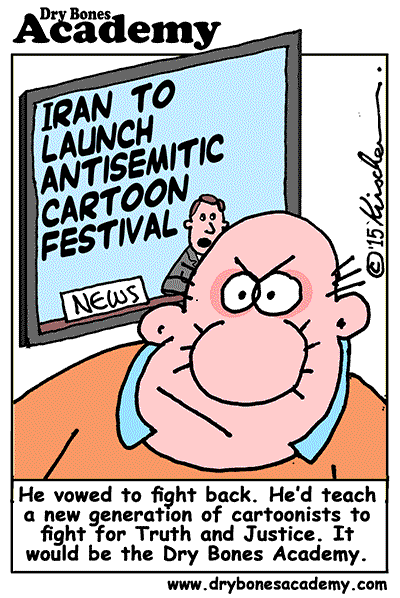 Dry Bones
Academy
IRAN TO
LAUNCH
ANTISEMITIC
CARTOON
FESTIVAL
NEWS
©'15 Kirschen
He vowed to fight back. He'd teach
a new generation of cartoonists to
fight for Truth and Justice. It
would be the Dry Bones Academy.
www.drybonesacademy.com